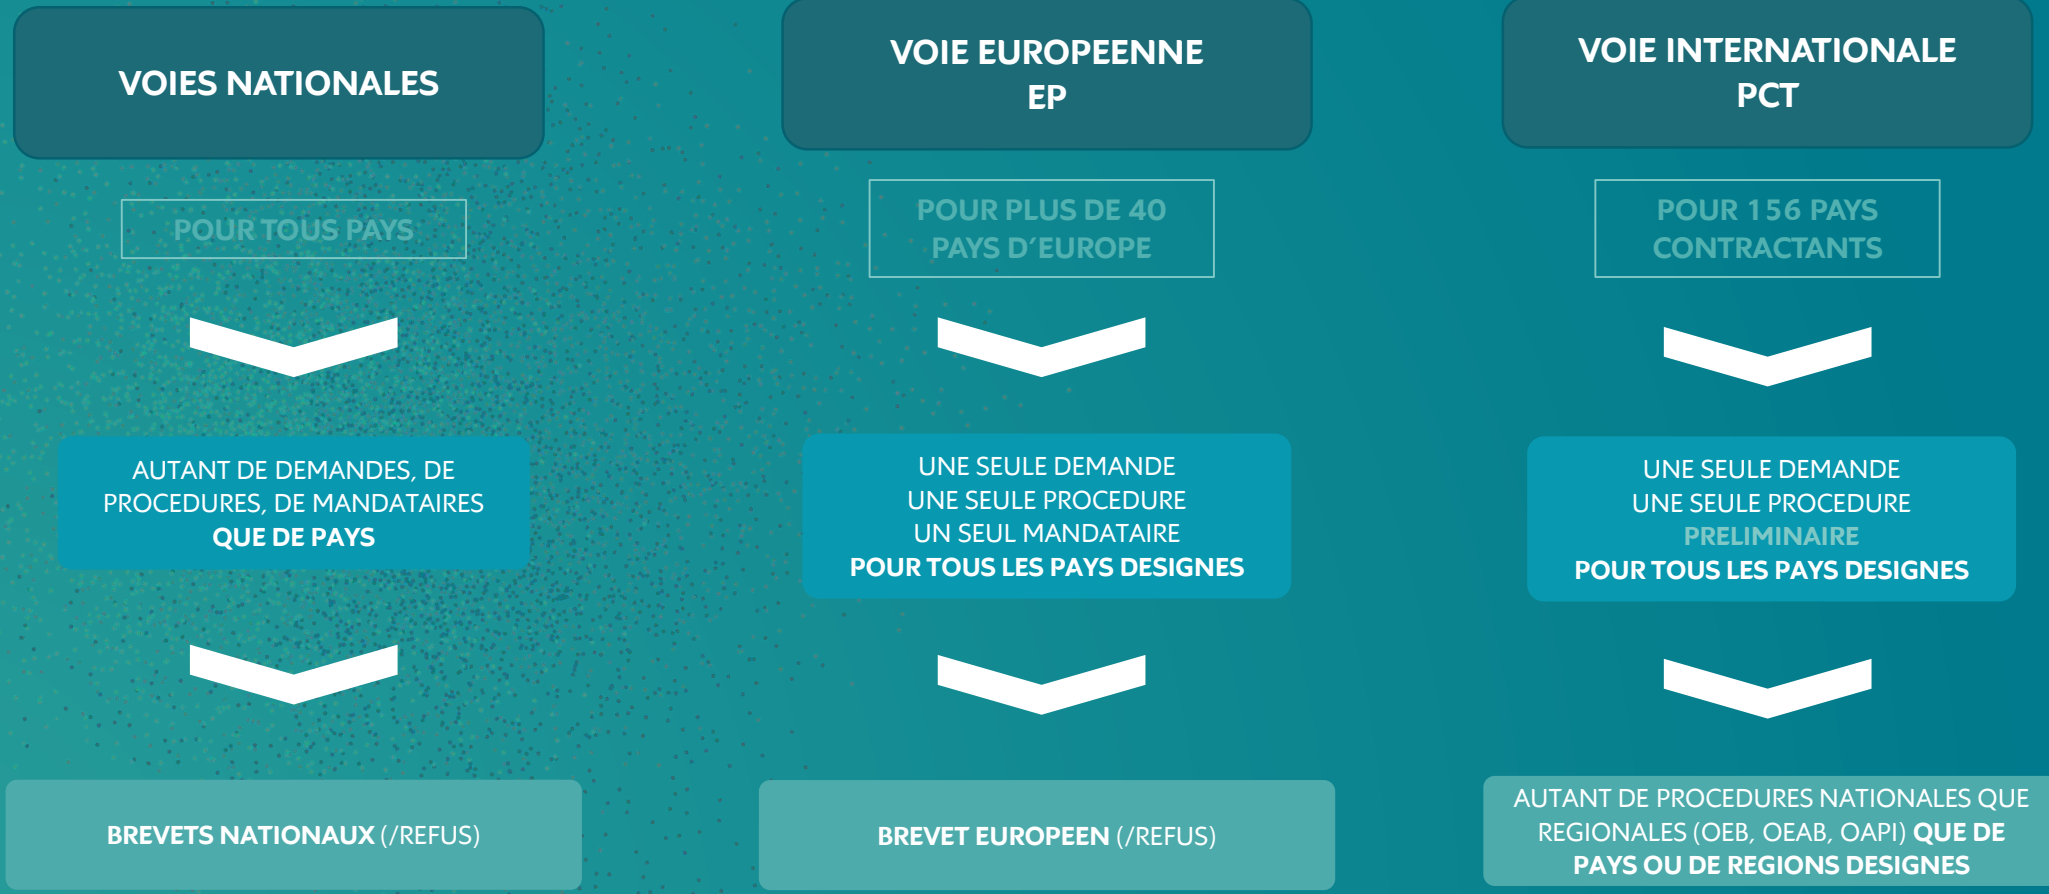 VOIES NATIONALES
POUR TOUS PAYS
AUTANT DE DEMANDES, DE
PROCEDURES, DE MANDATAIRES
QUE DE PAYS
BREVETS NATIONAUX (/REFUS)
VOIE EUROPEENNE
EP
POUR PLUS DE 40
PAYS D’EUROPE
UNE SEULE DEMANDE
UNE SEULE PROCEDURE
UN SEUL MANDATAIRE
POUR TOUS LES PAYS DESIGNES
BREVET EUROPEEN (/REFUS)
VOIE INTERNATIONALE
PCT
POUR 156 PAYS
CONTRACTANTS
UNE SEULE DEMANDE
UNE SEULE PROCEDURE
PRELIMINAIRE
POUR TOUS LES PAYS DESIGNES
AUTANT DE PROCEDURES NATIONALES QUE
REGIONALES (OEB, OEAB, OAPI) QUE DE
PAYS OU DE REGIONS DESIGNES